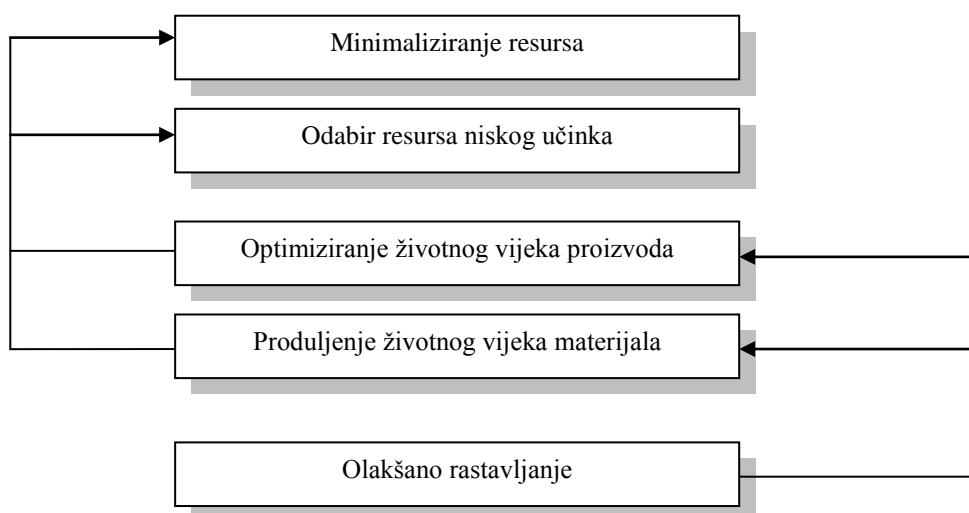 Minimaliziranje resursa
Odabir resursa niskog učinka
Optimiziranje životnog vijeka proizvoda
Produljenje životnog vijeka materijala
Olakšano rastavljanje